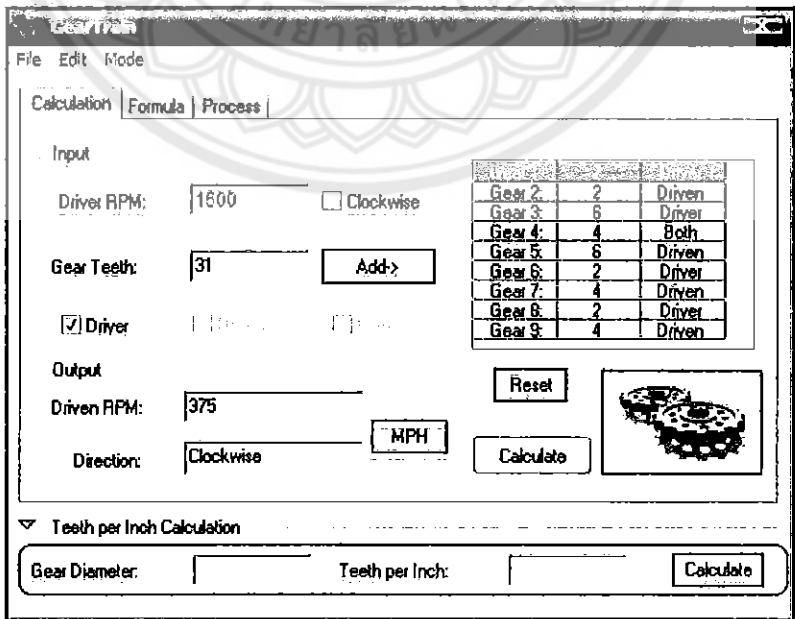 GearTrain
File Edit Mode
Calculation Formula Process
Input
Driver RPM: 1600 Clockwise
Gear 2: 2 Driven
Gear 3: 6 Driver
Gear 4: 4 Both
Gear 5: 6 Driven
Gear 6: 2 Driver
Gear 7: 4 Driven
Gear 8: 2 Driver
Gear 9: 4 Driven
Gear Teeth: 31 Add->
Driver
Output
Reset
Driven RPM: 375
MPH
Direction: Clockwise
Calculate
Teeth per Inch Calculation
Gear Diameter: Teeth per Inch: Calculate